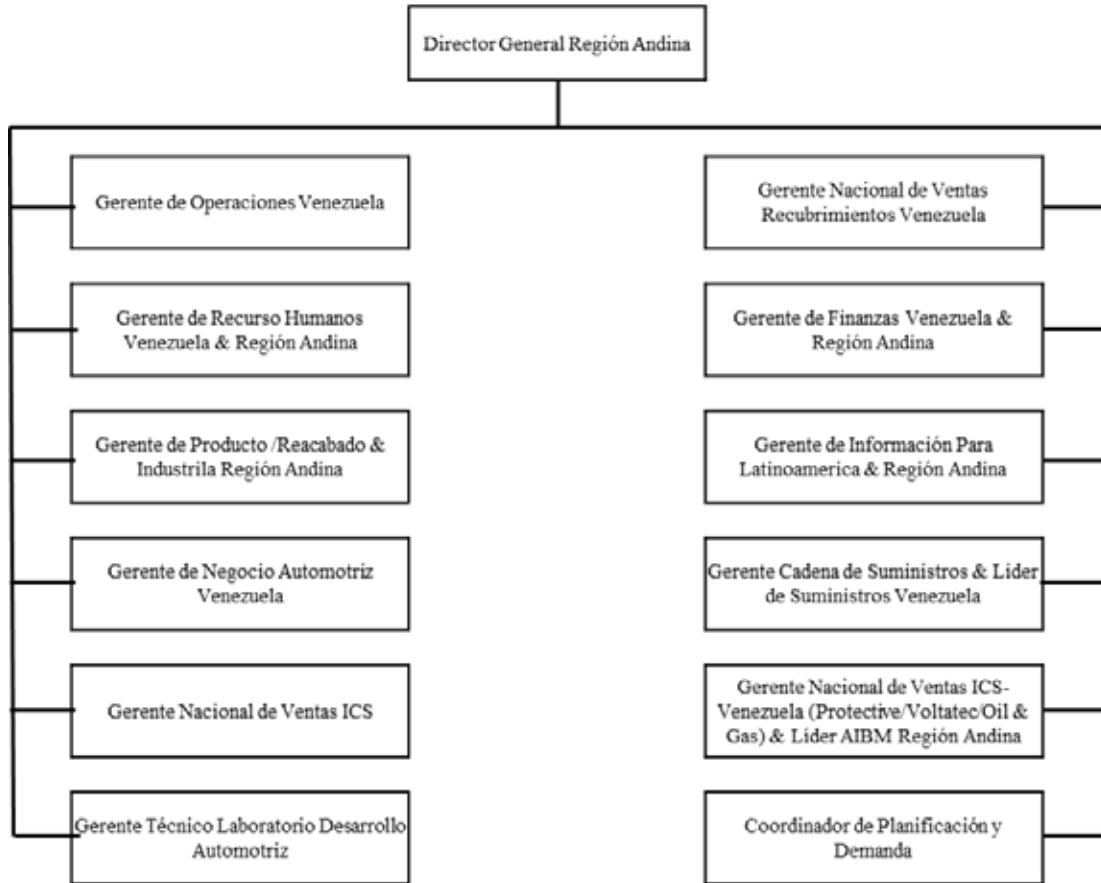 Director General Región Andina
Gerente de Operaciones Venezuela
Gerente Nacional de Ventas
Recubrimientos Venezuela
Gerente de Recurso Humanos
Venezuela & Región Andina
Gerente de Finanzas Venezuela &
Región Andina
Gerente de Producto /Reacabado &
Industrila Región Andina
Gerente de Información Para
Latinoamerica & Región Andina
Gerente de Negocio Automotriz
Venezuela
Gerente Cadena de Suministros & Líder
de Suministros Venezuela
Gerente Nacional de Ventas ICS
Gerente Nacional de Ventas ICS-
Venezuela (Protective/Voltatec/Oil &
Gas) & Líder AIBM Región Andina
Gerente Técnico Laboratorio Desarrollo
Automotriz
Coordinador de Planificación y
Demanda